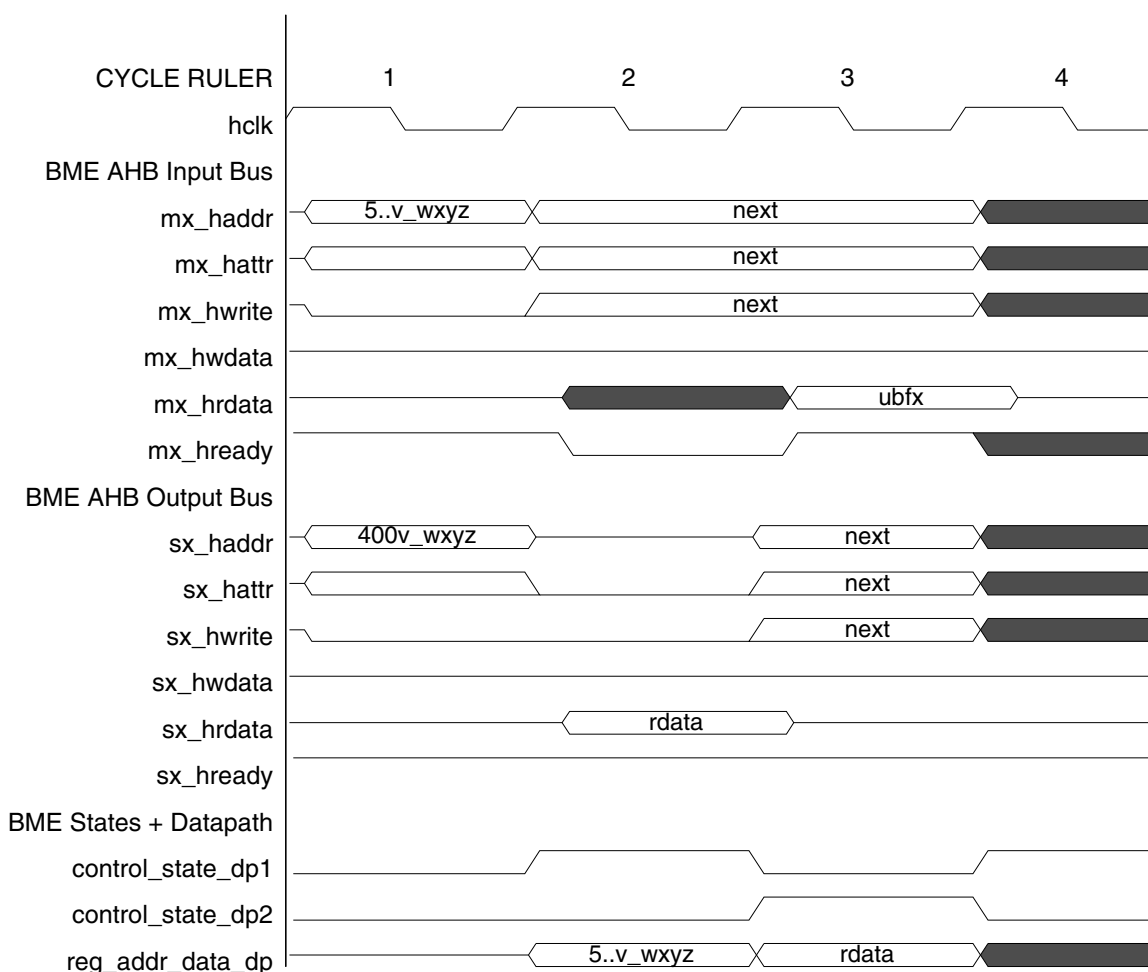 CYCLE RULER 1 2 3 4
hclk
BME AHB Input Bus
mx_haddr 5..v_wxyz next
mx_hattr next
mx_hwrite next
mx_hwdata
mx_hrdata ubfx
mx_hready
BME AHB Output Bus
sx_haddr 400v_wxyz next
sx_hattr next
sx_hwrite next
sx_hwdata
sx_hrdata rdata
sx_hready
BME States + Datapath
control_state_dp1
control_state_dp2
reg_addr_data_dp 5..v_wxyz rdata